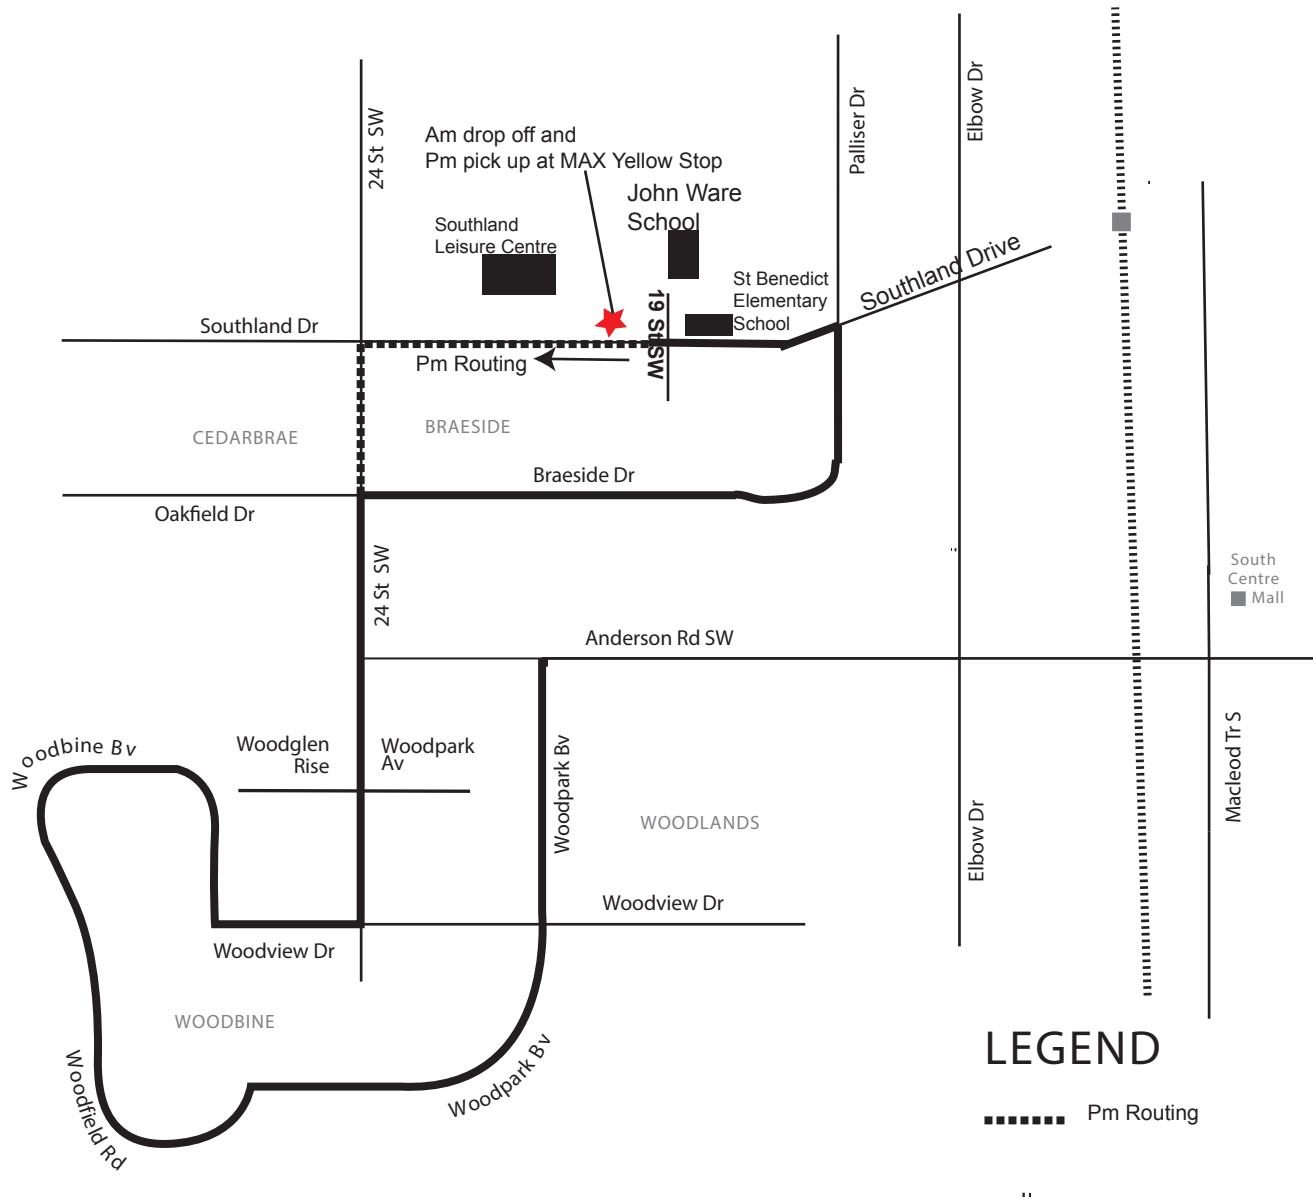 24 St SW
Am drop off and
Pm pick up at MAX Yellow Stop
John Ware
School
Southland
Leisure Centre
St Benedict
Elementary
School
19 St SW
Palliser Dr
Elbow Dr
Southland Drive
Southland Dr
Pm Routing
CEDARBRAE
BRAESIDE
Braeside Dr
Oakfield Dr
24 St SW
South
Centre
Mall
Anderson Rd SW
Woodbine Bv
Woodglen
Rise
Woodpark
Av
Woodpark Bv
WOODLANDS
Macleod Tr S
Elbow Dr
Woodview Dr
Woodview Dr
WOODBINE
Woodpark Bv
Woodfield Rd
LEGEND
Pm Routing